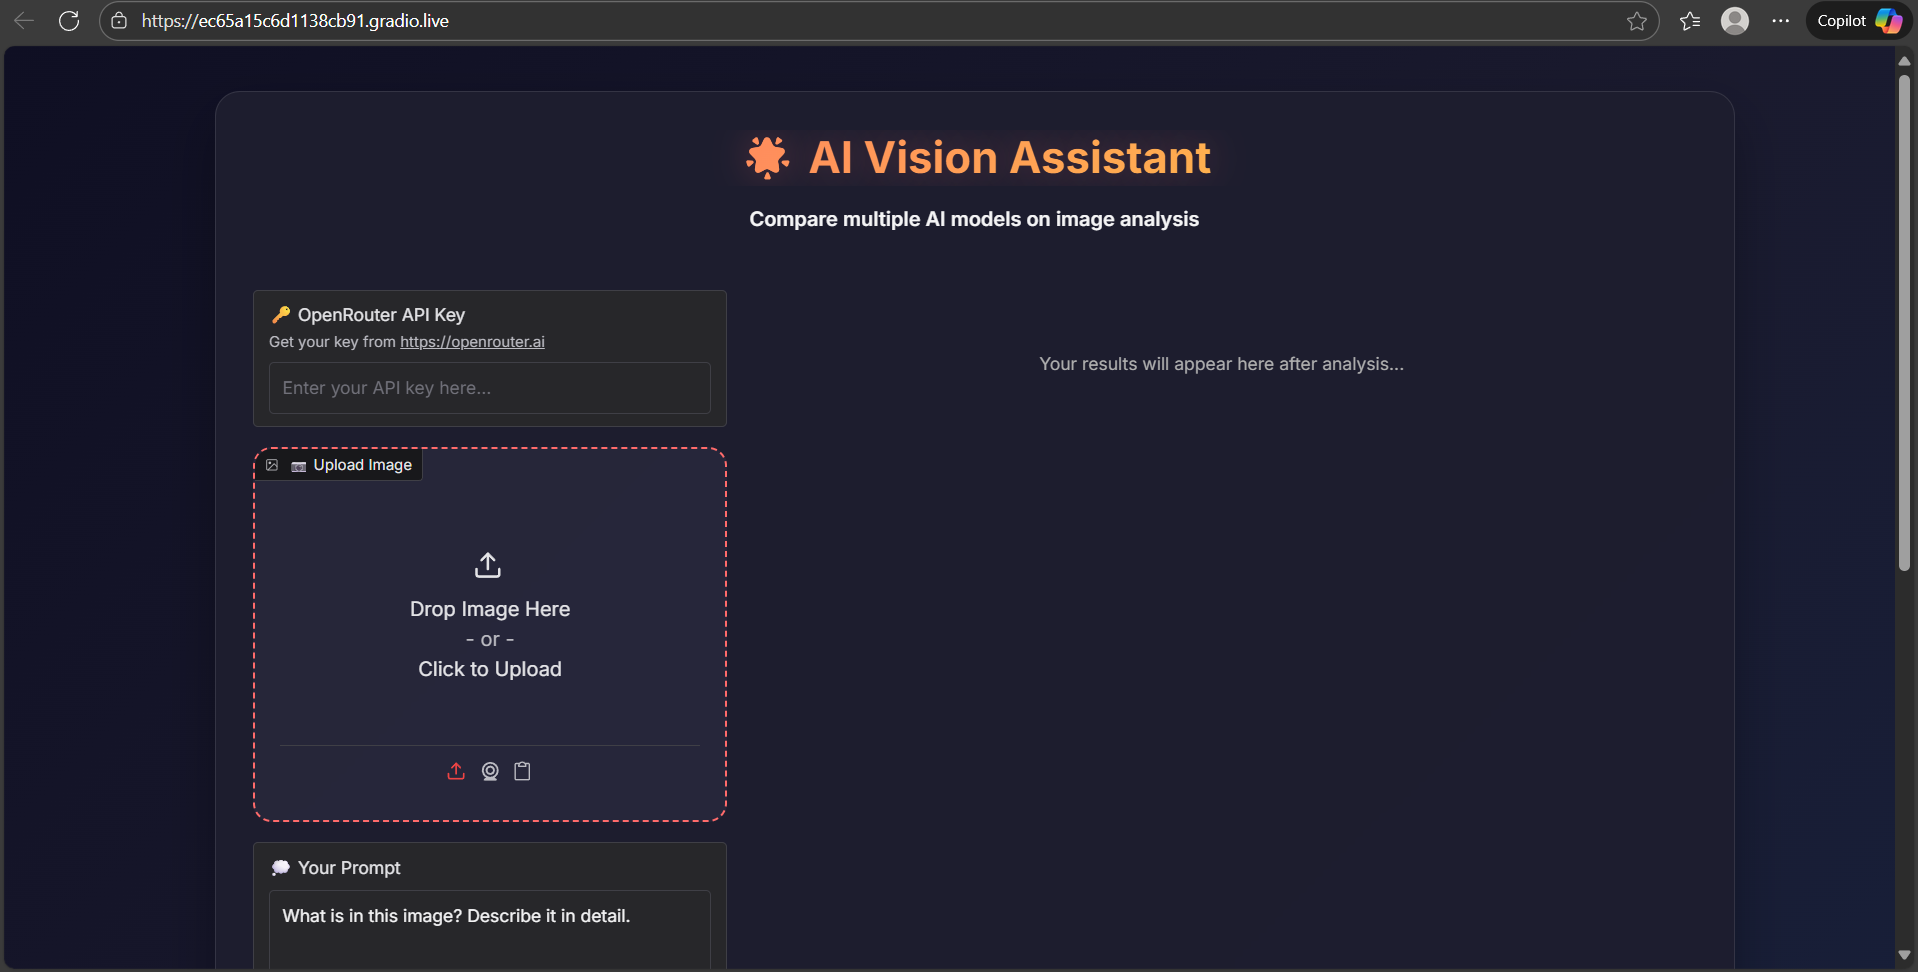 https://ec65a15c6d1138cb91.gradio.live
Copilot
AI Vision Assistant
Compare multiple AI models on image analysis
OpenRouter API Key
Get your key from https://openrouter.ai
Enter your API key here...
Your results will appear here after analysis...
Upload Image
Drop Image Here
- or -
Click to Upload
Your Prompt
What is in this image? Describe it in detail.